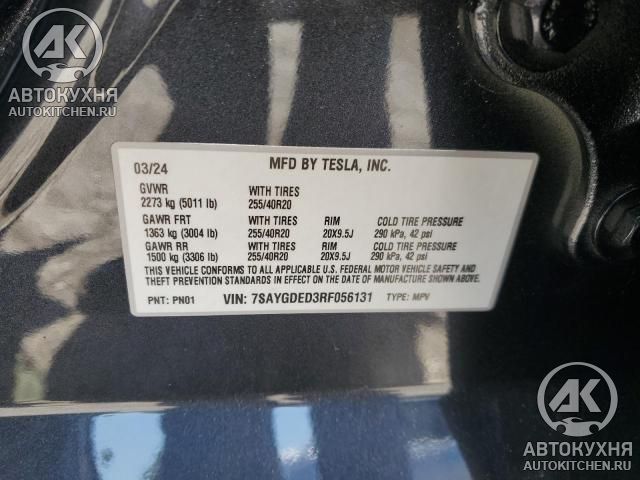 AK
АВТОКУХНЯ
AUTOKITCHEN.RU
03/24 MFD BY TESLA, INC.
GVWR WITH TIRES
2273 kg (5011 lb) 255/40R20
GAWR FRT WITH TIRES RIM COLD TIRE PRESSURE
1363 kg (3004 lb) 255/40R20 20X9.5J 290 kPa, 42 psi
GAWR RR WITH TIRES RIM COLD TIRE PRESSURE
1500 kg (3306 lb) 255/40R20 20X9.5J 290 kPa, 42 psi
THIS VEHICLE CONFORMS TO ALL APPLICABLE U.S. FEDERAL MOTOR VEHICLE SAFETY AND
THEFT PREVENTION STANDARDS IN EFFECT ON THE DATE OF MANUFACTURE SHOWN ABOVE.
PNT: PN01 VIN: 7SAYGDED3RF056131 TYPE: MPV
AK
АВТОКУХНЯ
AUTOKITCHEN.RU